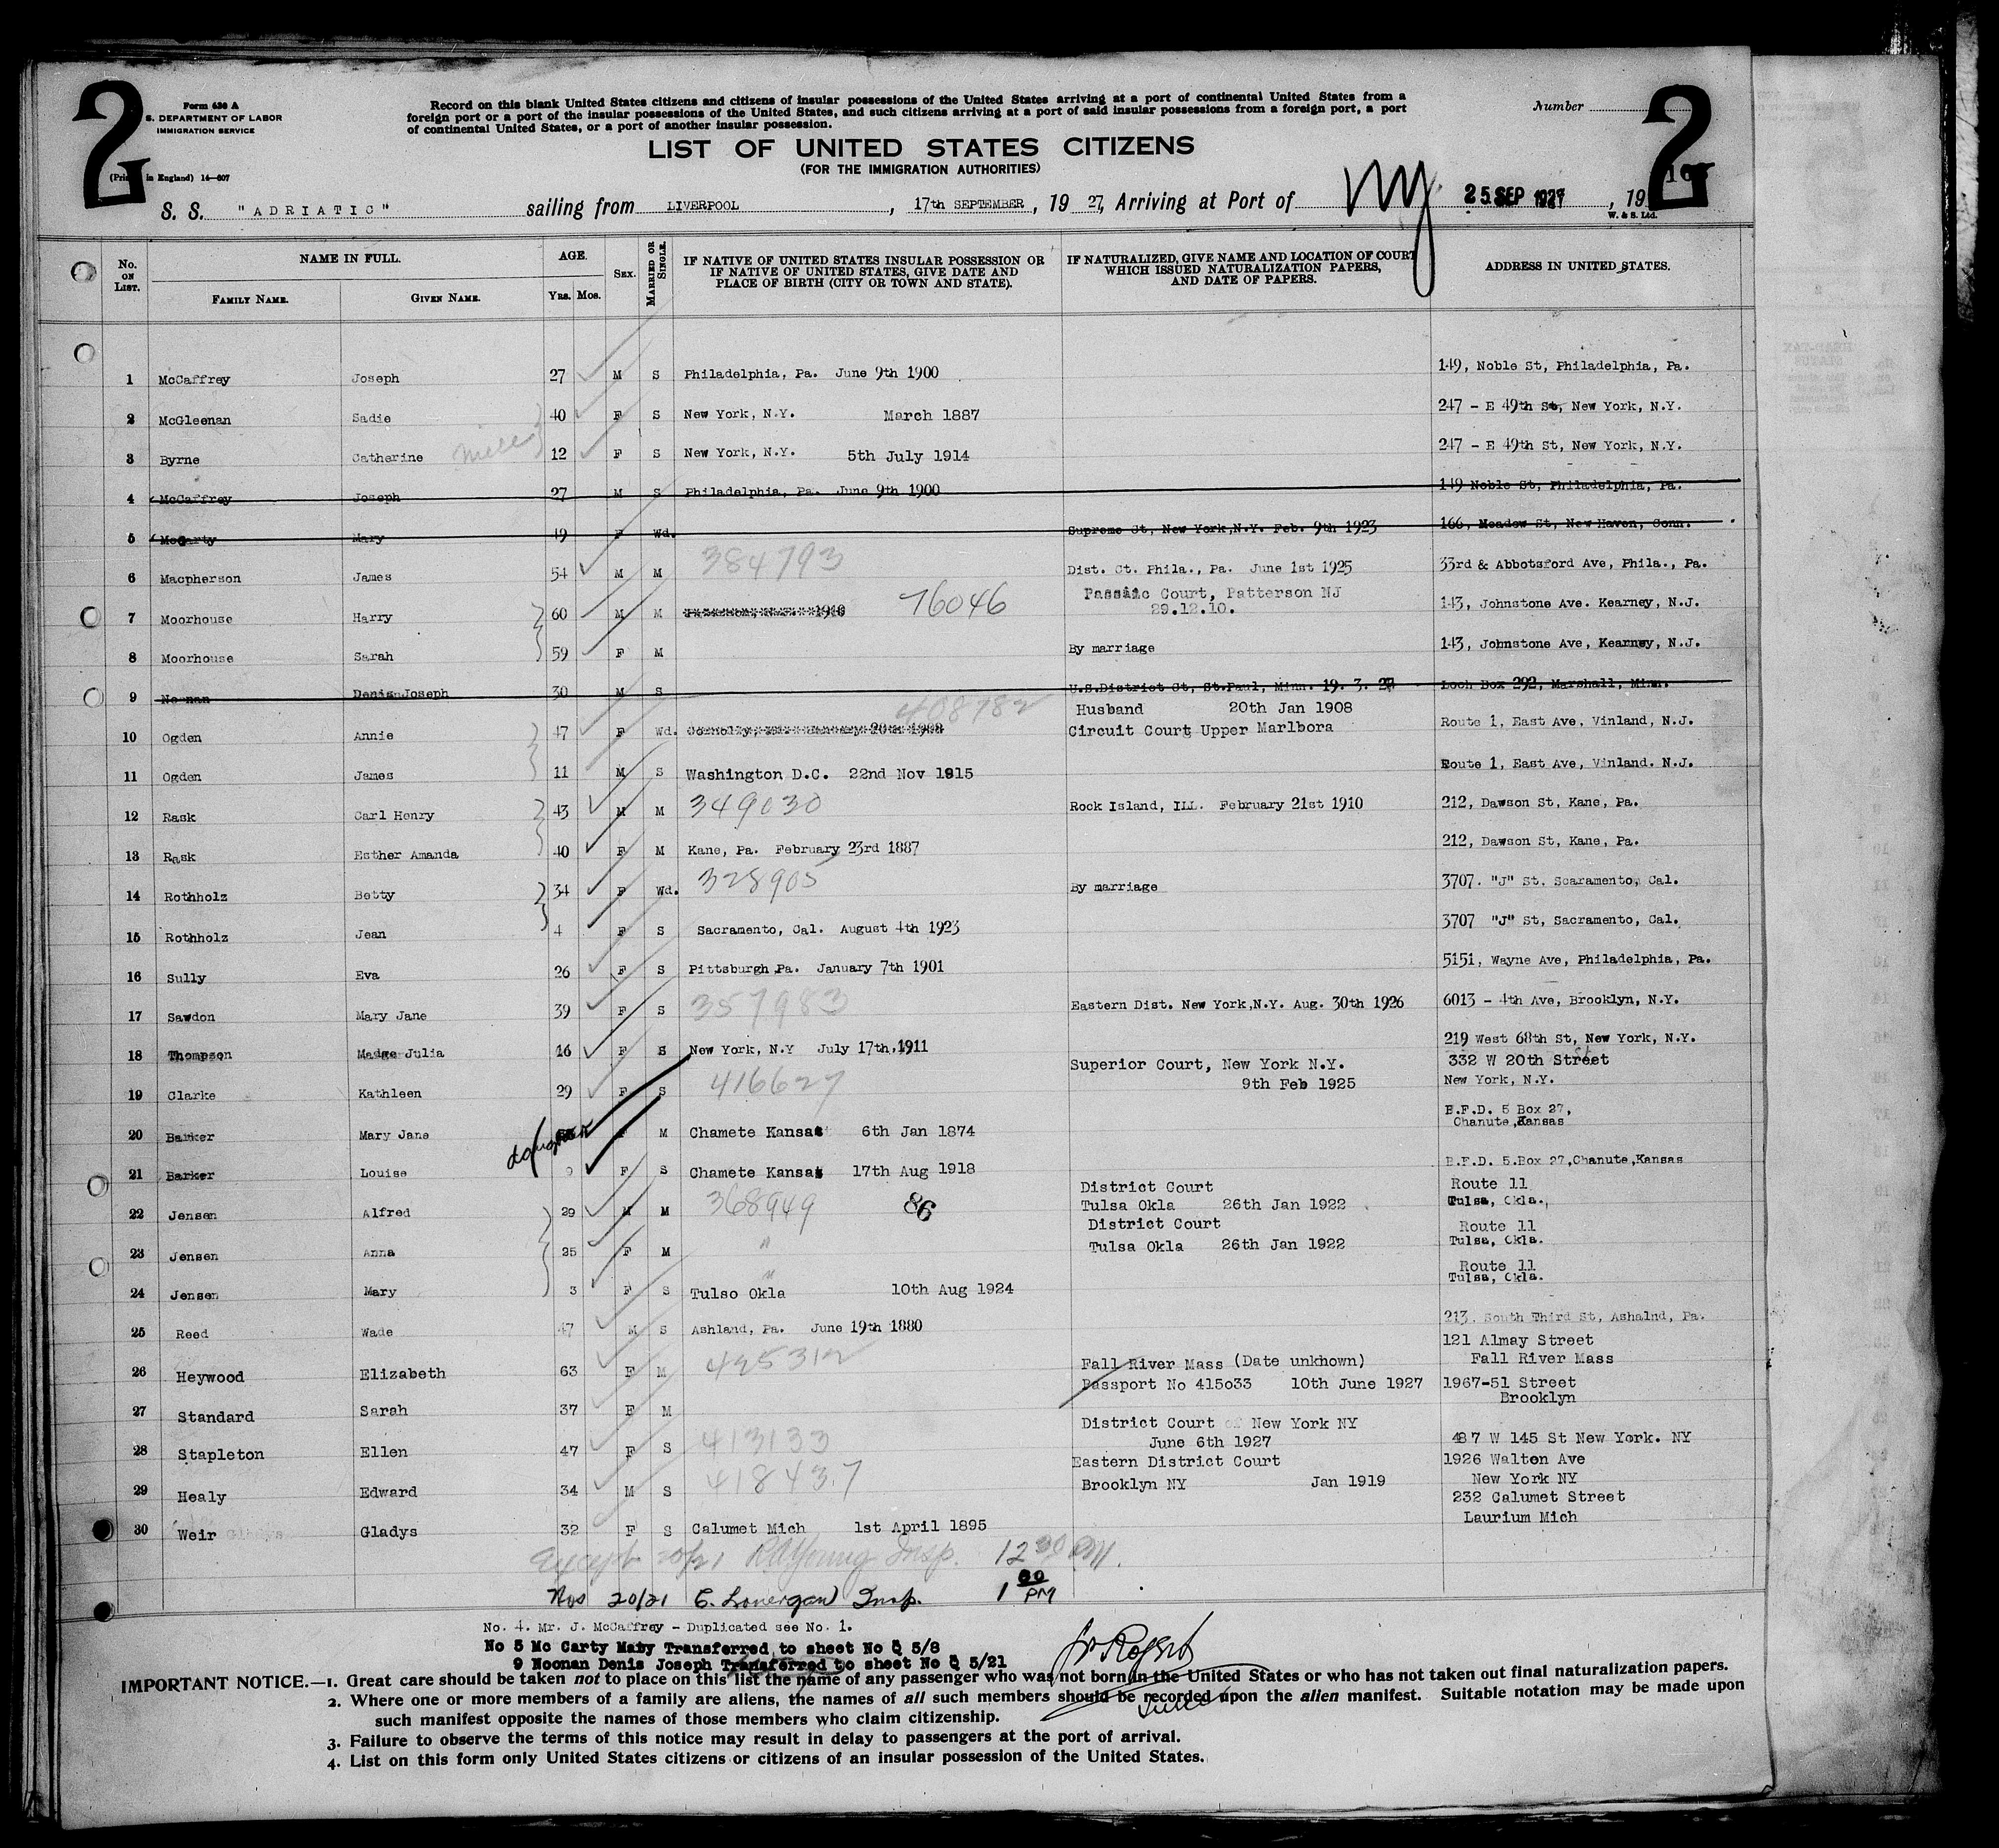 2
2
Form 630 A
S. DEPARTMENT OF LABOR
IMMIGRATION SERVICE
(Pri in England) 14—607
Record on this blank United States citizens and citizens of insular possessions of the United States arriving at a port of continental United States from a
foreign port or a port of the insular possessions of the United States, and such citizens arriving at a port of said insular possessions from a foreign port, a port
of continental United States, or a port of another insular possession.
Number
LIST OF UNITED STATES CITIZENS
(FOR THE IMMIGRATION AUTHORITIES)
S. S. "ADRIATIC" sailing from LIVERPOOL, 17th SEPTEMBER, 1927, Arriving at Port of NY 25 SEP 1927, 19
W. & S. Ltd.
No. ON LIST. NAME IN FULL. AGE. SEX. MARRIED OR SINGLE. IF NATIVE OF UNITED STATES INSULAR POSSESSION OR IF NATIVE OF UNITED STATES, GIVE DATE AND PLACE OF BIRTH (CITY OR TOWN AND STATE). IF NATURALIZED, GIVE NAME AND LOCATION OF COURT WHICH ISSUED NATURALIZATION PAPERS, AND DATE OF PAPERS. ADDRESS IN UNITED STATES.
FAMILY NAME. GIVEN NAME. Yrs. Mos.
1 McCaffrey Joseph 27 M S Philadelphia, Pa. June 9th 1900 149, Noble St, Philadelphia, Pa.
2 McGleenan Sadie 40 F S New York, N.Y. March 1887 247 - E 49th St, New York, N.Y.
3 Byrne Catherine niece 12 F S New York, N.Y. 5th July 1914 247 - E 49th St, New York, N.Y.
4 McCaffrey Joseph 27 M S Philadelphia, Pa. June 9th 1900 149 Noble St, Philadelphia, Pa.
5 McCarty Mary 49 F Wd. Supreme Ct, New York,N.Y. Feb. 9th 1923 166, Meadow St, New Haven, Conn.
6 Macpherson James 54 M M 384793 Dist. Ct. Phila., Pa. June 1st 1925 33rd & Abbotsford Ave, Phila., Pa.
7 Moorhouse Harry 60 M M 1910 76046 Passaic Court, Patterson NJ 29.12.10. 143, Johnstone Ave. Kearney, N.J.
8 Moorhouse Sarah 59 F M By marriage 143, Johnstone Ave, Kearney, N.J.
9 Noonan Denis Joseph 30 M S U.S.District Ct, St.Paul, Minn. 19. 3. 27 Loch Box 292, Marshall, Minn.
10 Ogden Annie 47 F Wd. 408782 Husband 20th Jan 1908 Circuit Court Upper Marlbora Route 1, East Ave, Vinland, N.J.
11 Ogden James 11 M S Washington D.C. 22nd Nov 1915 Route 1, East Ave, Vinland. N.J.
12 Rask Carl Henry 43 M M 349030 Rock Island, ILL. February 21st 1910 212, Dawson St, Kane, Pa.
13 Rask Esther Amanda 40 F M Kane, Pa. February 23rd 1887 212, Dawson St, Kane, Pa.
14 Rothholz Betty 34 F Wd. 328905 By marriage 3707. "J" St, Scaramento, Cal.
15 Rothholz Jean 4 F S Sacramento, Cal. August 4th 1923 3707 "J" St, Sacramento, Cal.
16 Sully Eva 26 F S Pittsburgh Pa. January 7th 1901 5151, Wayne Ave, Philadelphia, Pa.
17 Sawdon Mary Jane 39 F S 357983 Eastern Dist. New York,N.Y. Aug. 30th 1926 6013 - 4th Ave, Brooklyn, N.Y.
18 Thompson Madge Julia 16 F S New York, N.Y July 17th,1911 219 West 68th St, New York, N.Y.
19 Clarke Kathleen 29 F S 416627 Superior Court, New York N.Y. 9th Feb 1925 332 W 20th Street New York, N.Y.
20 Barker Mary Jane F M Chamete Kansas 6th Jan 1874 R.F.D. 5 Box 27, Chanute,Kansas
21 Barker Louise daughter 9 F S Chamete Kansas 17th Aug 1918 R.F.D. 5.Box 27,Chanute,Kansas
22 Jensen Alfred 29 M M 368949 86 District Court Tulsa Okla 26th Jan 1922 Route 11 Tulsa, Okla.,
23 Jensen Anna 25 F M " District Court Tulsa Okla 26th Jan 1922 Route 11 Tulsa, Okla.
24 Jensen Mary 3 F S " Tulso Okla 10th Aug 1924 Route 11 Tulsa, Okla.
25 Reed Wade 47 M S Ashland, Pa. June 19th 1880 213, South Third St, Ashalnd, Pa.
26 Heywood Elizabeth 63 F M 425312 Fall River Mass (Date unkhown) 121 Almay Street Fall River Mass
27 Standard Sarah 37 F M Passport No 415033 10th June 1927 1967-51 Street Brooklyn
28 Stapleton Ellen 47 F S 413133 District Court of New York NY June 6th 1927 487 W 145 St New York. NY
29 Healy Edward 34 M S 418437 Eastern District Court Brooklyn NY Jan 1919 1926 Walton Ave New York NY
30 Weir Gladys 32 F S Calumet Mich 1st April 1895 232 Calumet Street Laurium Mich
Except 20/21 R A Young Insp. 12 30 PM.
Nos 20/21 E. Lonergan Insp. 1 00 PM
No. 4. Mr. J. McCaffrey - Duplicated see No. 1.
No 5 Mc Carty Mary Transferred to sheet No 5/8
9 Noonan Denis Joseph Transferred to sheet No 5/21
IMPORTANT NOTICE.—1. Great care should be taken not to place on this list the name of any passenger who was not born in the United States or who has not taken out final naturalization papers.
2. Where one or more members of a family are aliens, the names of all such members should be recorded upon the alien manifest. Suitable notation may be made upon
such manifest opposite the names of those members who claim citizenship.
3. Failure to observe the terms of this notice may result in delay to passengers at the port of arrival.
4. List on this form only United States citizens or citizens of an insular possession of the United States.